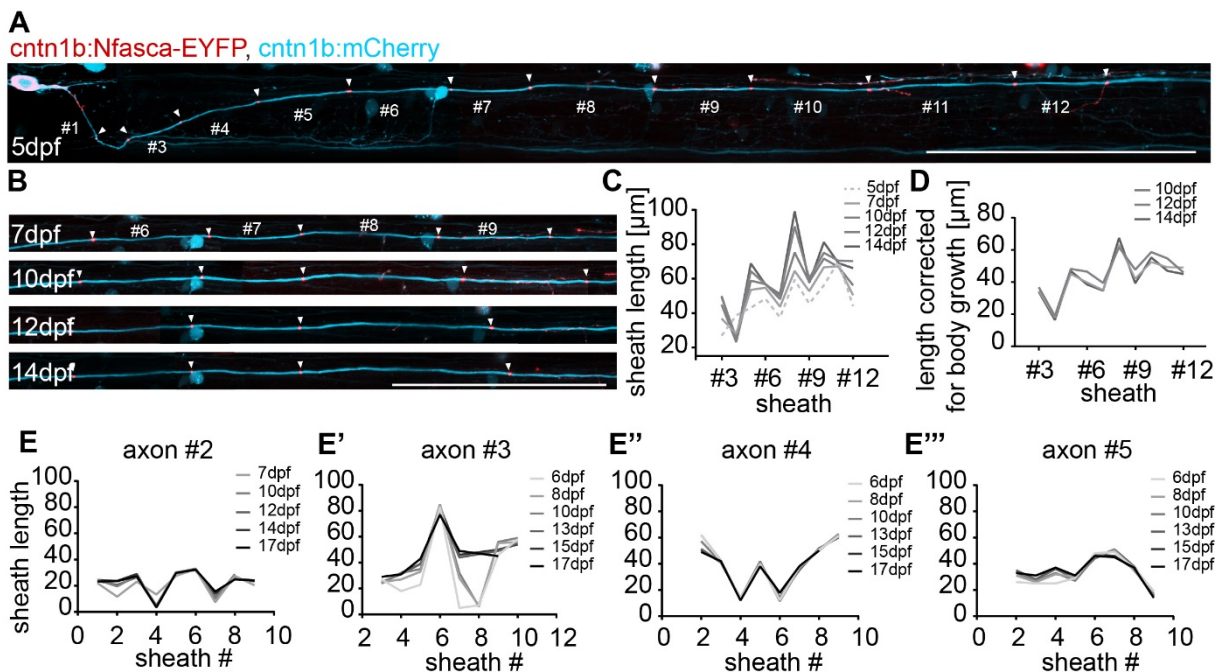 A
cntn1b:Nfasca-EYFP, cntn1b:mCherry
#1
#3
#4
#5
#6
#7
#8
#9
#10
#11
#12
5dpf
B
7dpf
#6
#7
#8
#9
10dpf
12dpf
14dpf
C
sheath length [µm]
100
80
60
40
20
#3
#6
#9
#12
sheath
5dpf
7dpf
10dpf
12dpf
14dpf
D
length corrected
for body growth [µm]
80
60
40
20
0
#3
#6
#9
#12
sheath
10dpf
12dpf
14dpf
E
axon #2
sheath length
100
80
60
40
20
0
0
2
4
6
8
10
sheath #
7dpf
10dpf
12dpf
14dpf
17dpf
E’
axon #3
100
80
60
40
20
0
2
4
6
8
10
12
sheath #
6dpf
8dpf
10dpf
13dpf
15dpf
17dpf
E’’
axon #4
100
80
60
40
20
0
0
2
4
6
8
10
sheath #
6dpf
8dpf
10dpf
13dpf
15dpf
17dpf
E’’’
axon #5
100
80
60
40
20
0
0
2
4
6
8
10
sheath #
6dpf
8dpf
10dpf
13dpf
15dpf
17dpf